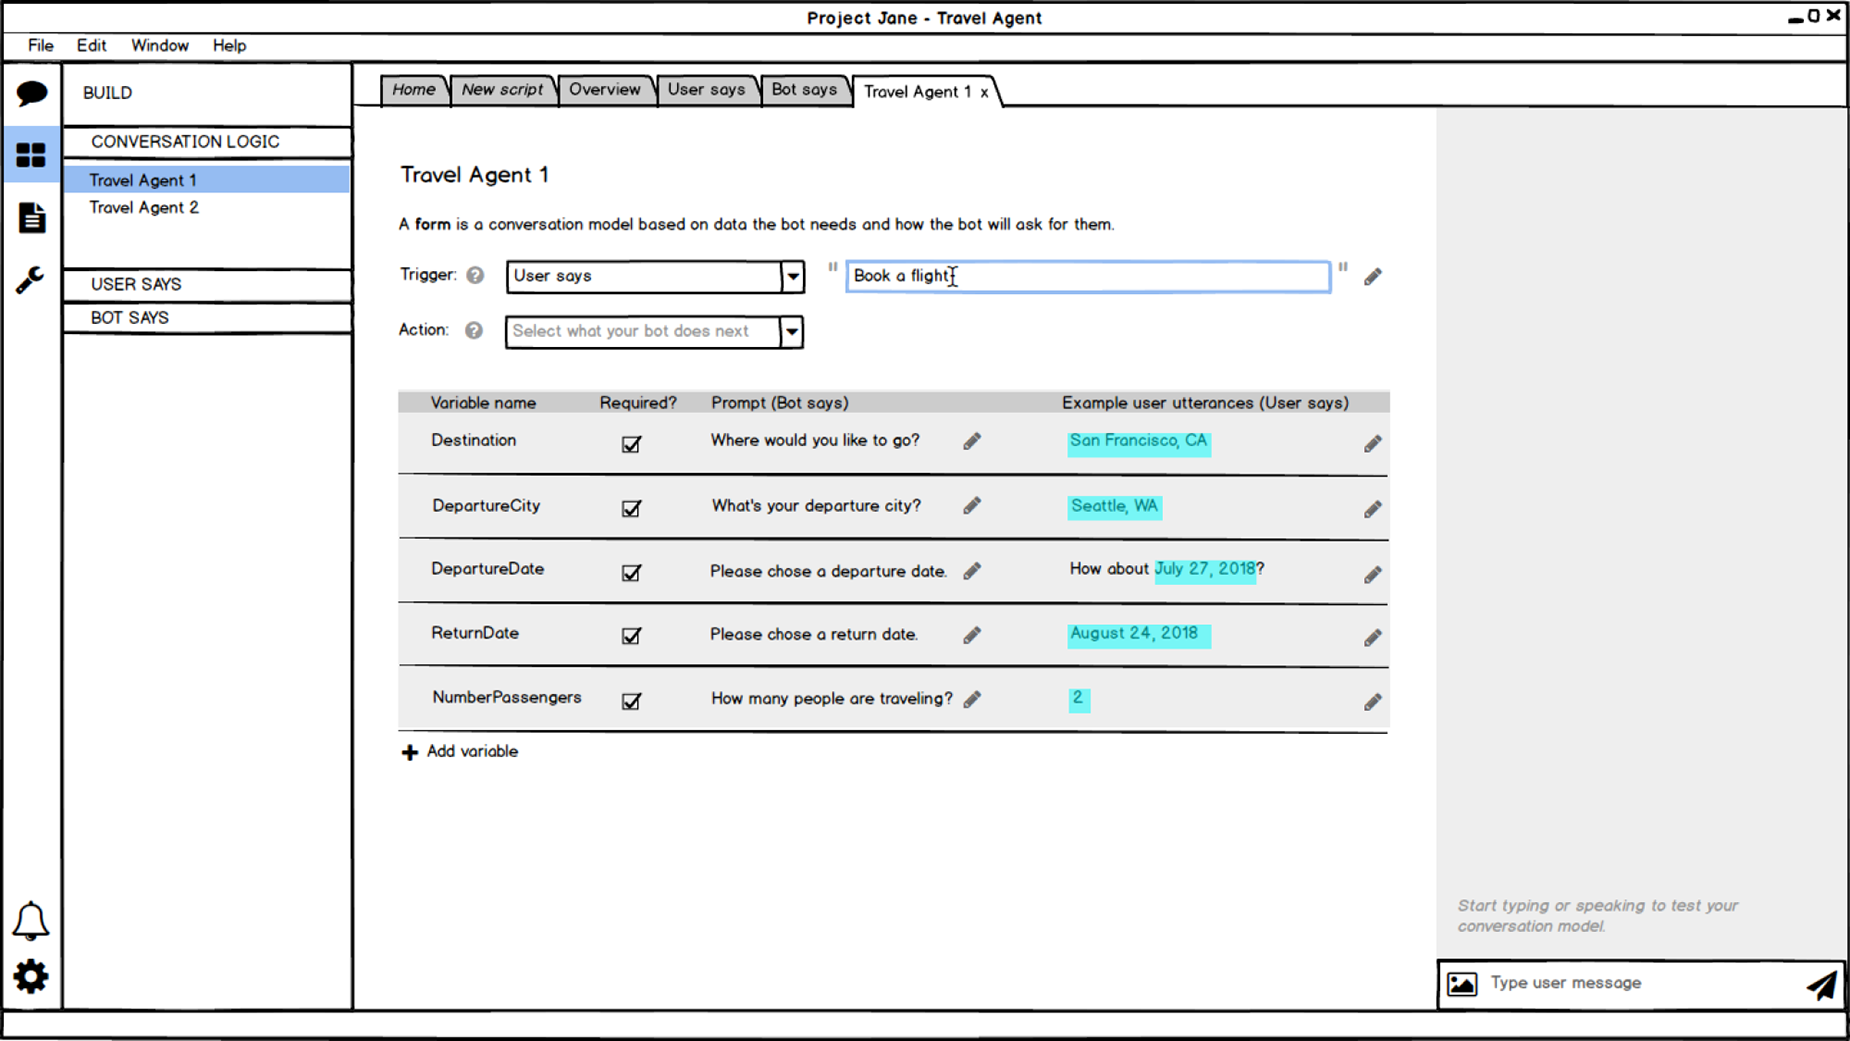 Project Jane - Travel Agent
File Edit Window Help
BUILD
CONVERSATION LOGIC
Travel Agent 1
Travel Agent 2
USER SAYS
BOT SAYS
Home New script Overview User says Bot says Travel Agent 1 x
Travel Agent 1
A form is a conversation model based on data the bot needs and how the bot will ask for them.
Trigger: ? User says " Book a flight "
Action: ? Select what your bot does next
Variable name Required? Prompt (Bot says) Example user utterances (User says)
Destination Where would you like to go? San Francisco, CA
DepartureCity What's your departure city? Seattle, WA
DepartureDate Please chose a departure date. How about July 27, 2018?
ReturnDate Please chose a return date. August 24, 2018
NumberPassengers How many people are traveling? 2
Add variable
Start typing or speaking to test your
conversation model.
Type user message